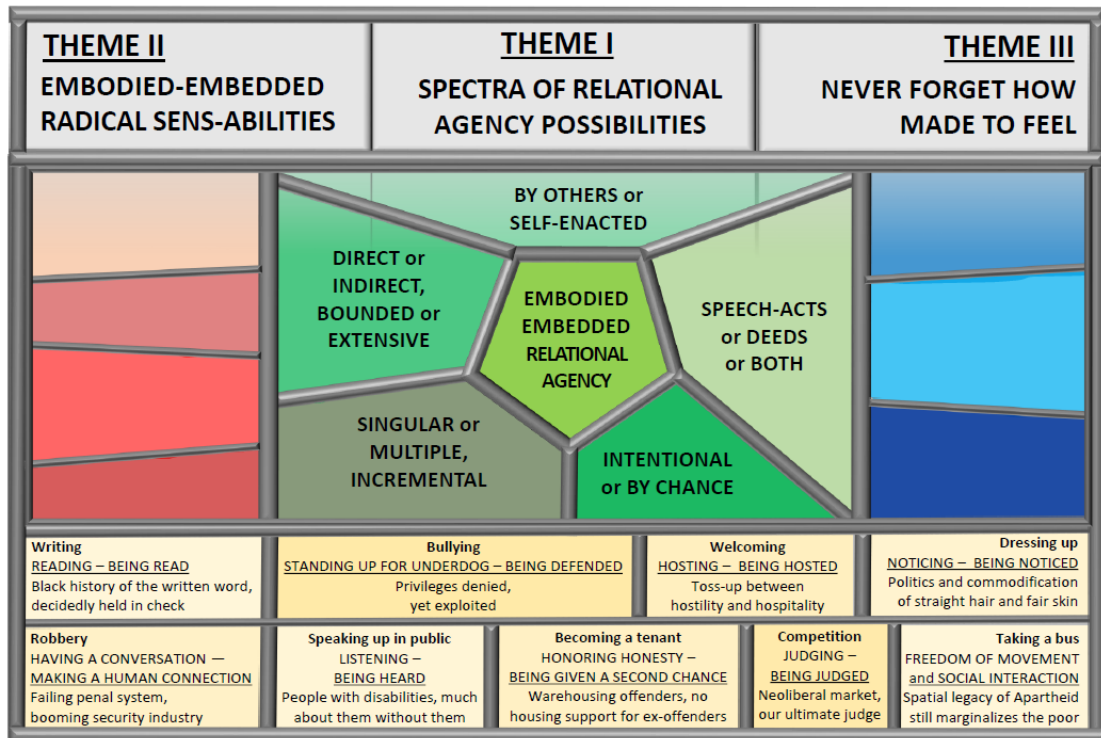 THEME II
EMBODIED-EMBEDDED
RADICAL SENS-ABILITIES
THEME I
SPECTRA OF RELATIONAL
AGENCY POSSIBILITIES
THEME III
NEVER FORGET HOW
MADE TO FEEL
BY OTHERS or
SELF-ENACTED
DIRECT or
INDIRECT,
BOUNDED or
EXTENSIVE
EMBODIED
EMBEDDED
RELATIONAL
AGENCY
SPEECH-ACTS
or DEEDS
or BOTH
SINGULAR or
MULTIPLE,
INCREMENTAL
INTENTIONAL
or BY CHANCE
Writing
READING – BEING READ
Black history of the written word,
decidedly held in check
Bullying
STANDING UP FOR UNDERDOG – BEING DEFENDED
Privileges denied,
yet exploited
Welcoming
HOSTING – BEING HOSTED
Toss-up between
hostility and hospitality
Dressing up
NOTICING – BEING NOTICED
Politics and commodification
of straight hair and fair skin
Robbery
HAVING A CONVERSATION —
MAKING A HUMAN CONNECTION
Failing penal system,
booming security industry
Speaking up in public
LISTENING –
BEING HEARD
People with disabilities, much
about them without them
Becoming a tenant
HONORING HONESTY –
BEING GIVEN A SECOND CHANCE
Warehousing offenders, no
housing support for ex-offenders
Competition
JUDGING –
BEING JUDGED
Neoliberal market,
our ultimate judge
Taking a bus
FREEDOM OF MOVEMENT
and SOCIAL INTERACTION
Spatial legacy of Apartheid
still marginalizes the poor